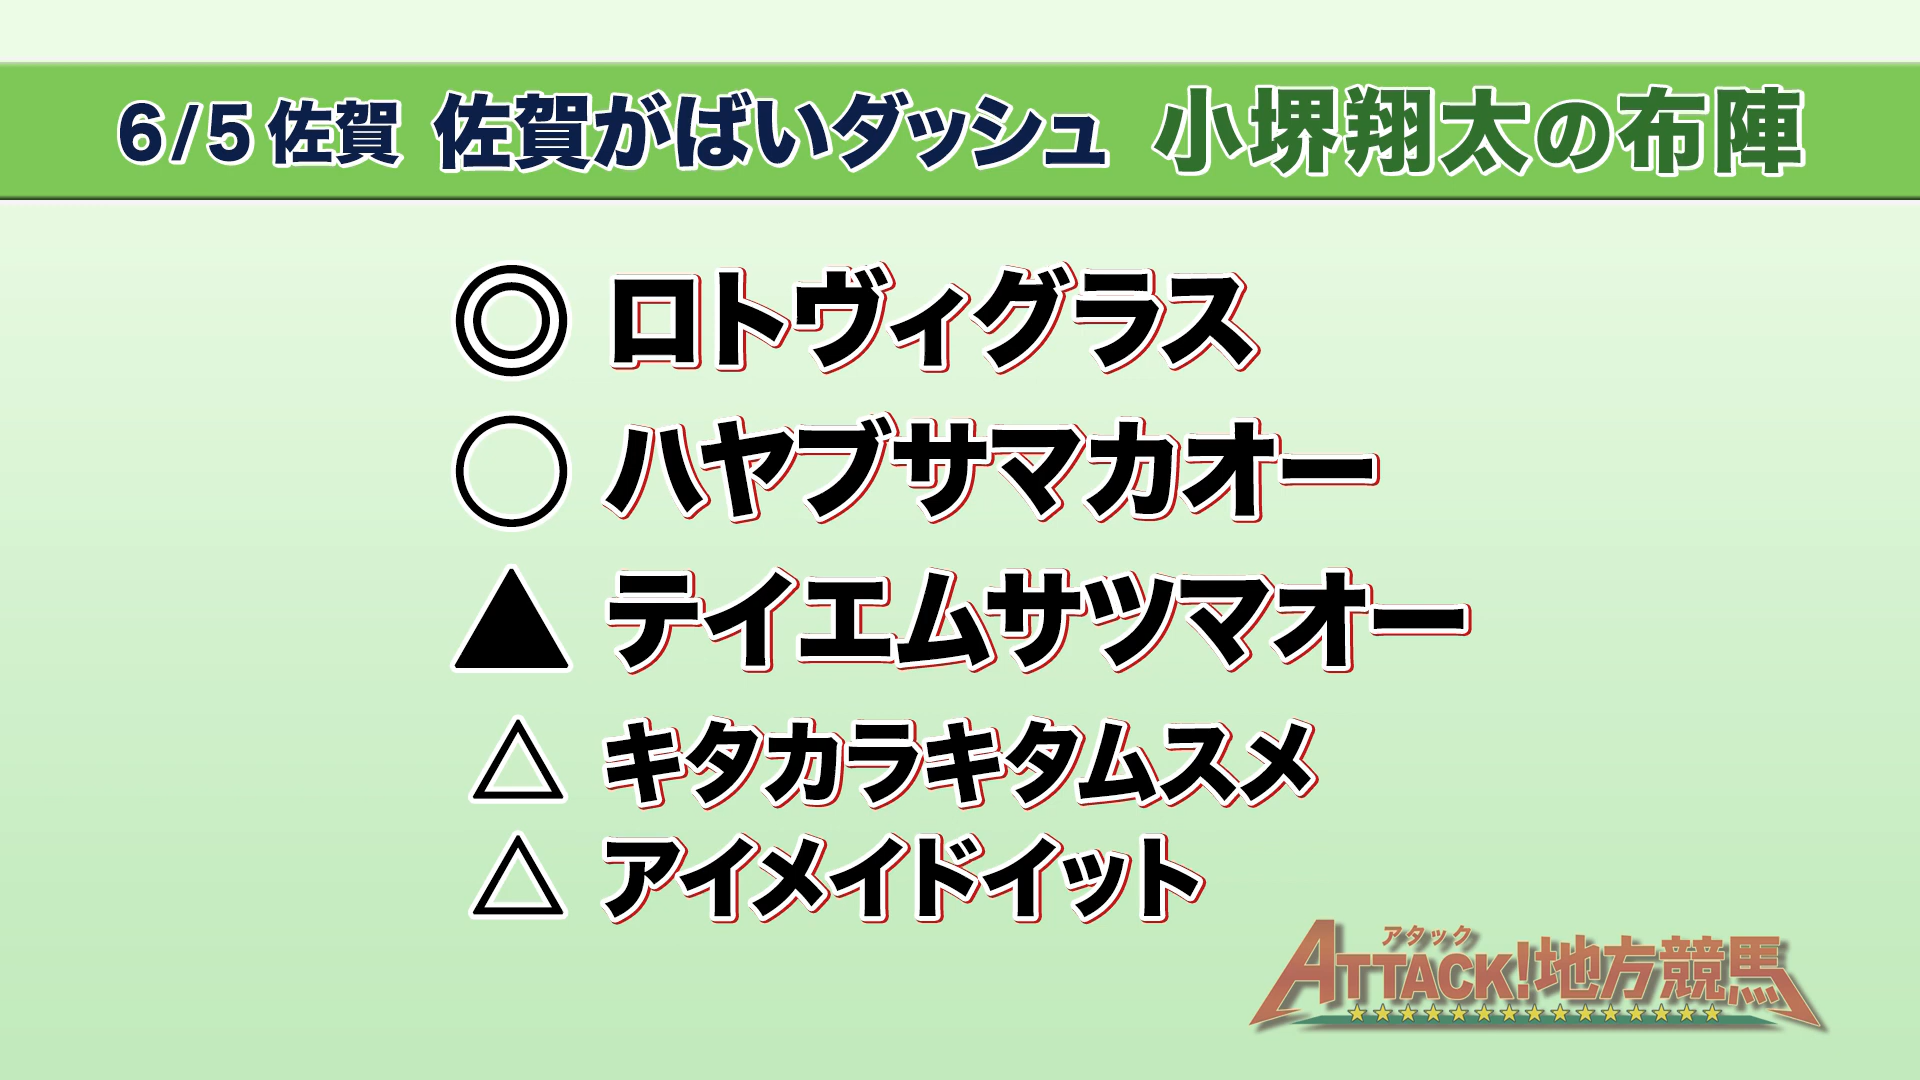 6/5 佐賀 佐賀がばいダッシュ 小堺翔太の布陣
◎ ロトヴィグラス
○ ハヤブサマカオー
▲ テイエムサツマオー
△ キタカラキタムスメ
△ アイメイドイット
アタック
ATTACK!地方競馬